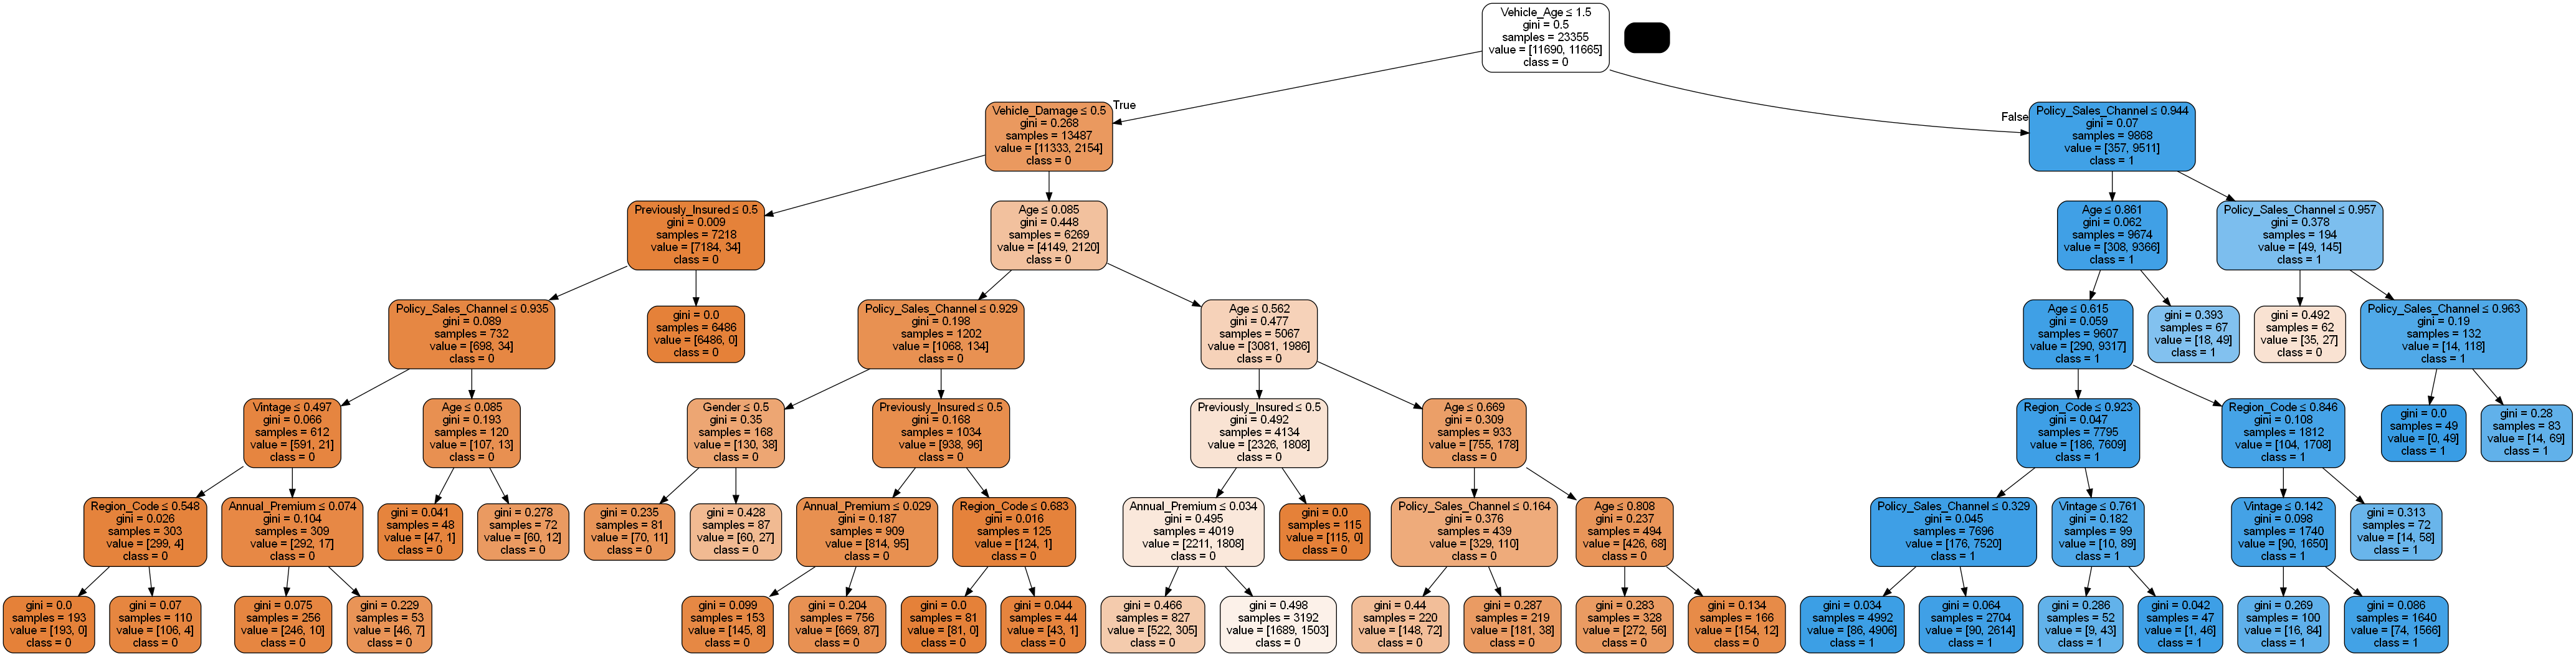 Vehicle_Age ≤ 1.5
gini = 0.5
samples = 23355
value = [11690, 11665]
class = 0
True
False
Vehicle_Damage ≤ 0.5
gini = 0.268
samples = 13487
value = [11333, 2154]
class = 0
Policy_Sales_Channel ≤ 0.944
gini = 0.07
samples = 9868
value = [357, 9511]
class = 1
Previously_Insured ≤ 0.5
gini = 0.009
samples = 7218
value = [7184, 34]
class = 0
Age ≤ 0.085
gini = 0.448
samples = 6269
value = [4149, 2120]
class = 0
Age ≤ 0.861
gini = 0.062
samples = 9674
value = [308, 9366]
class = 1
Policy_Sales_Channel ≤ 0.957
gini = 0.378
samples = 194
value = [49, 145]
class = 1
Policy_Sales_Channel ≤ 0.935
gini = 0.089
samples = 732
value = [698, 34]
class = 0
gini = 0.0
samples = 6486
value = [6486, 0]
class = 0
Policy_Sales_Channel ≤ 0.929
gini = 0.198
samples = 1202
value = [1068, 134]
class = 0
Age ≤ 0.562
gini = 0.477
samples = 5067
value = [3081, 1986]
class = 0
Age ≤ 0.615
gini = 0.059
samples = 9607
value = [290, 9317]
class = 1
gini = 0.393
samples = 67
value = [18, 49]
class = 1
gini = 0.492
samples = 62
value = [35, 27]
class = 0
Policy_Sales_Channel ≤ 0.963
gini = 0.19
samples = 132
value = [14, 118]
class = 1
Vintage ≤ 0.497
gini = 0.066
samples = 612
value = [591, 21]
class = 0
Age ≤ 0.085
gini = 0.193
samples = 120
value = [107, 13]
class = 0
Gender ≤ 0.5
gini = 0.35
samples = 168
value = [130, 38]
class = 0
Previously_Insured ≤ 0.5
gini = 0.168
samples = 1034
value = [938, 96]
class = 0
Previously_Insured ≤ 0.5
gini = 0.492
samples = 4134
value = [2326, 1808]
class = 0
Age ≤ 0.669
gini = 0.309
samples = 933
value = [755, 178]
class = 0
Region_Code ≤ 0.923
gini = 0.047
samples = 7795
value = [186, 7609]
class = 1
Region_Code ≤ 0.846
gini = 0.108
samples = 1812
value = [104, 1708]
class = 1
gini = 0.0
samples = 49
value = [0, 49]
class = 1
gini = 0.28
samples = 83
value = [14, 69]
class = 1
Region_Code ≤ 0.548
gini = 0.026
samples = 303
value = [299, 4]
class = 0
Annual_Premium ≤ 0.074
gini = 0.104
samples = 309
value = [292, 17]
class = 0
gini = 0.041
samples = 48
value = [47, 1]
class = 0
gini = 0.278
samples = 72
value = [60, 12]
class = 0
gini = 0.235
samples = 81
value = [70, 11]
class = 0
gini = 0.428
samples = 87
value = [60, 27]
class = 0
Annual_Premium ≤ 0.029
gini = 0.187
samples = 909
value = [814, 95]
class = 0
Region_Code ≤ 0.683
gini = 0.016
samples = 125
value = [124, 1]
class = 0
Annual_Premium ≤ 0.034
gini = 0.495
samples = 4019
value = [2211, 1808]
class = 0
gini = 0.0
samples = 115
value = [115, 0]
class = 0
Policy_Sales_Channel ≤ 0.164
gini = 0.376
samples = 439
value = [329, 110]
class = 0
Age ≤ 0.808
gini = 0.237
samples = 494
value = [426, 68]
class = 0
Policy_Sales_Channel ≤ 0.329
gini = 0.045
samples = 7696
value = [176, 7520]
class = 1
Vintage ≤ 0.761
gini = 0.182
samples = 99
value = [10, 89]
class = 1
Vintage ≤ 0.142
gini = 0.098
samples = 1740
value = [90, 1650]
class = 1
gini = 0.313
samples = 72
value = [14, 58]
class = 1
gini = 0.0
samples = 193
value = [193, 0]
class = 0
gini = 0.07
samples = 110
value = [106, 4]
class = 0
gini = 0.075
samples = 256
value = [246, 10]
class = 0
gini = 0.229
samples = 53
value = [46, 7]
class = 0
gini = 0.099
samples = 153
value = [145, 8]
class = 0
gini = 0.204
samples = 756
value = [669, 87]
class = 0
gini = 0.0
samples = 81
value = [81, 0]
class = 0
gini = 0.044
samples = 44
value = [43, 1]
class = 0
gini = 0.466
samples = 827
value = [522, 305]
class = 0
gini = 0.498
samples = 3192
value = [1689, 1503]
class = 0
gini = 0.44
samples = 220
value = [148, 72]
class = 0
gini = 0.287
samples = 219
value = [181, 38]
class = 0
gini = 0.283
samples = 328
value = [272, 56]
class = 0
gini = 0.134
samples = 166
value = [154, 12]
class = 0
gini = 0.034
samples = 4992
value = [86, 4906]
class = 1
gini = 0.064
samples = 2704
value = [90, 2614]
class = 1
gini = 0.286
samples = 52
value = [9, 43]
class = 1
gini = 0.042
samples = 47
value = [1, 46]
class = 1
gini = 0.269
samples = 100
value = [16, 84]
class = 1
gini = 0.086
samples = 1640
value = [74, 1566]
class = 1